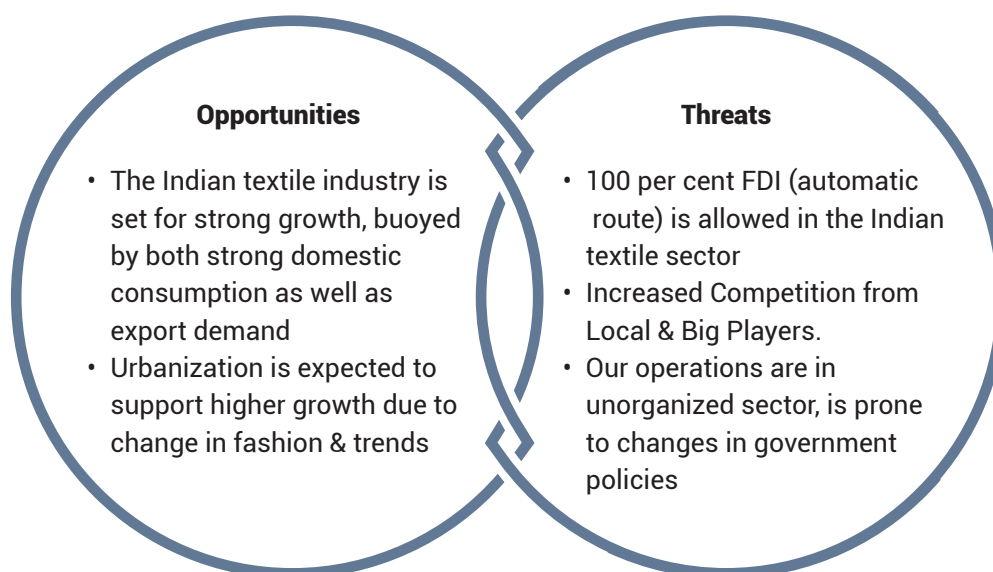 Opportunities
• The Indian textile industry is
set for strong growth, buoyed
by both strong domestic
consumption as well as
export demand
• Urbanization is expected to
support higher growth due to
change in fashion & trends
Threats
• 100 per cent FDI (automatic
route) is allowed in the Indian
textile sector
• Increased Competition from
Local & Big Players.
• Our operations are in
unorganized sector, is prone
to changes in government
policies